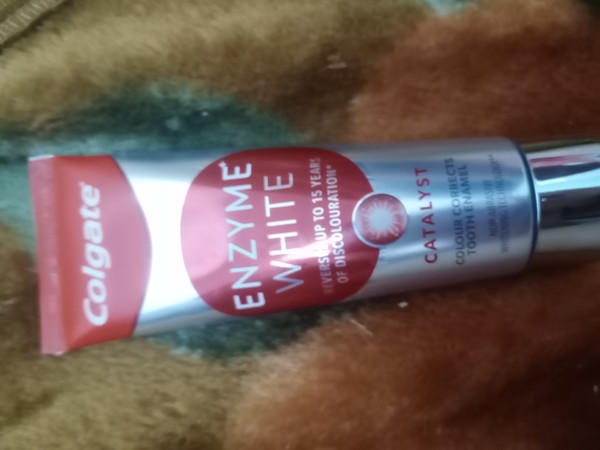 Colgate
ENZYME*
WHITE
REVERSES UP TO 15 YEARS
OF DISCOLOURATION*
CATALYST
COLOUR CORRECTS
TOOTH ENAMEL